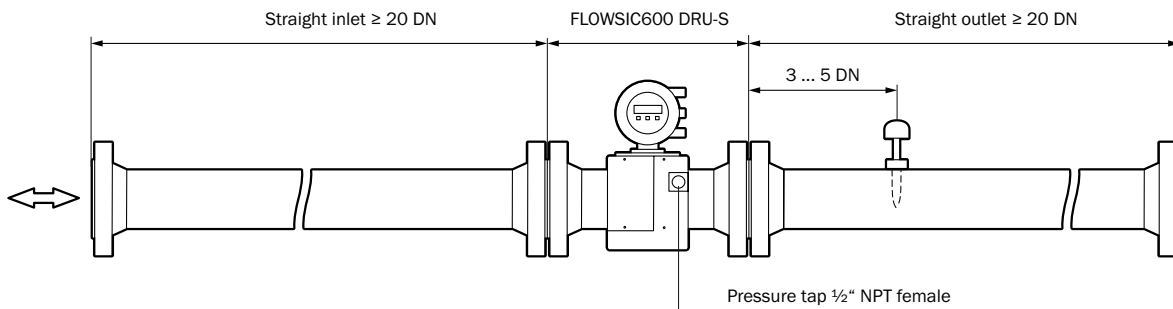 Straight inlet ≥ 20 DN
FLOWSIC600 DRU-S
Straight outlet ≥ 20 DN
3 ... 5 DN
Pressure tap ½“ NPT female